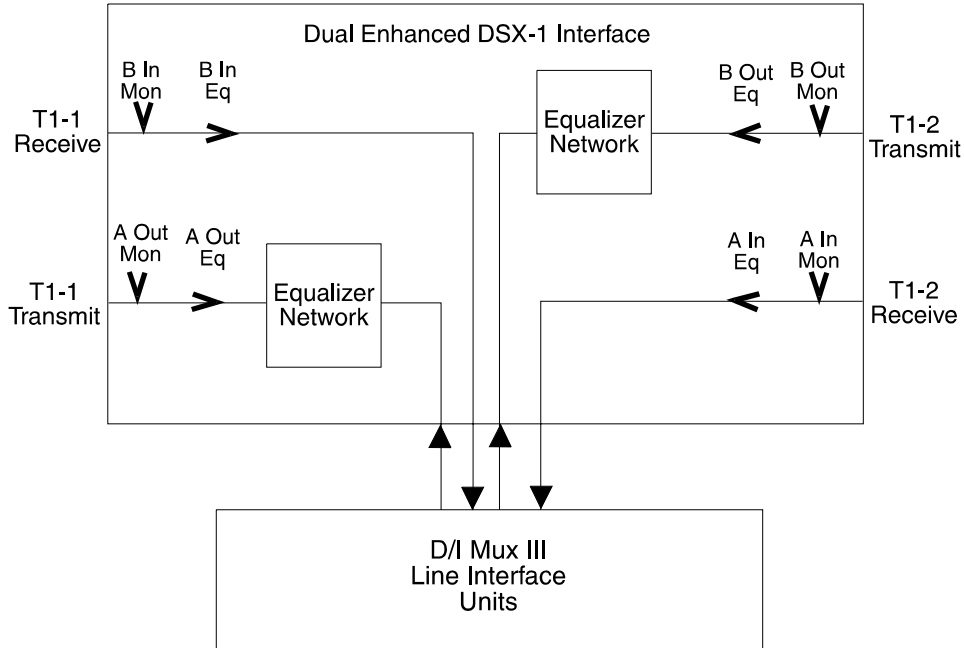 Dual Enhanced DSX-1 Interface
B In
Mon
B In
Eq
B Out
Eq
B Out
Mon
T1-1
Receive
Equalizer
Network
T1-2
Transmit
A Out
Mon
A Out
Eq
A In
Eq
A In
Mon
T1-1
Transmit
Equalizer
Network
T1-2
Receive
D/I Mux III
Line Interface
Units